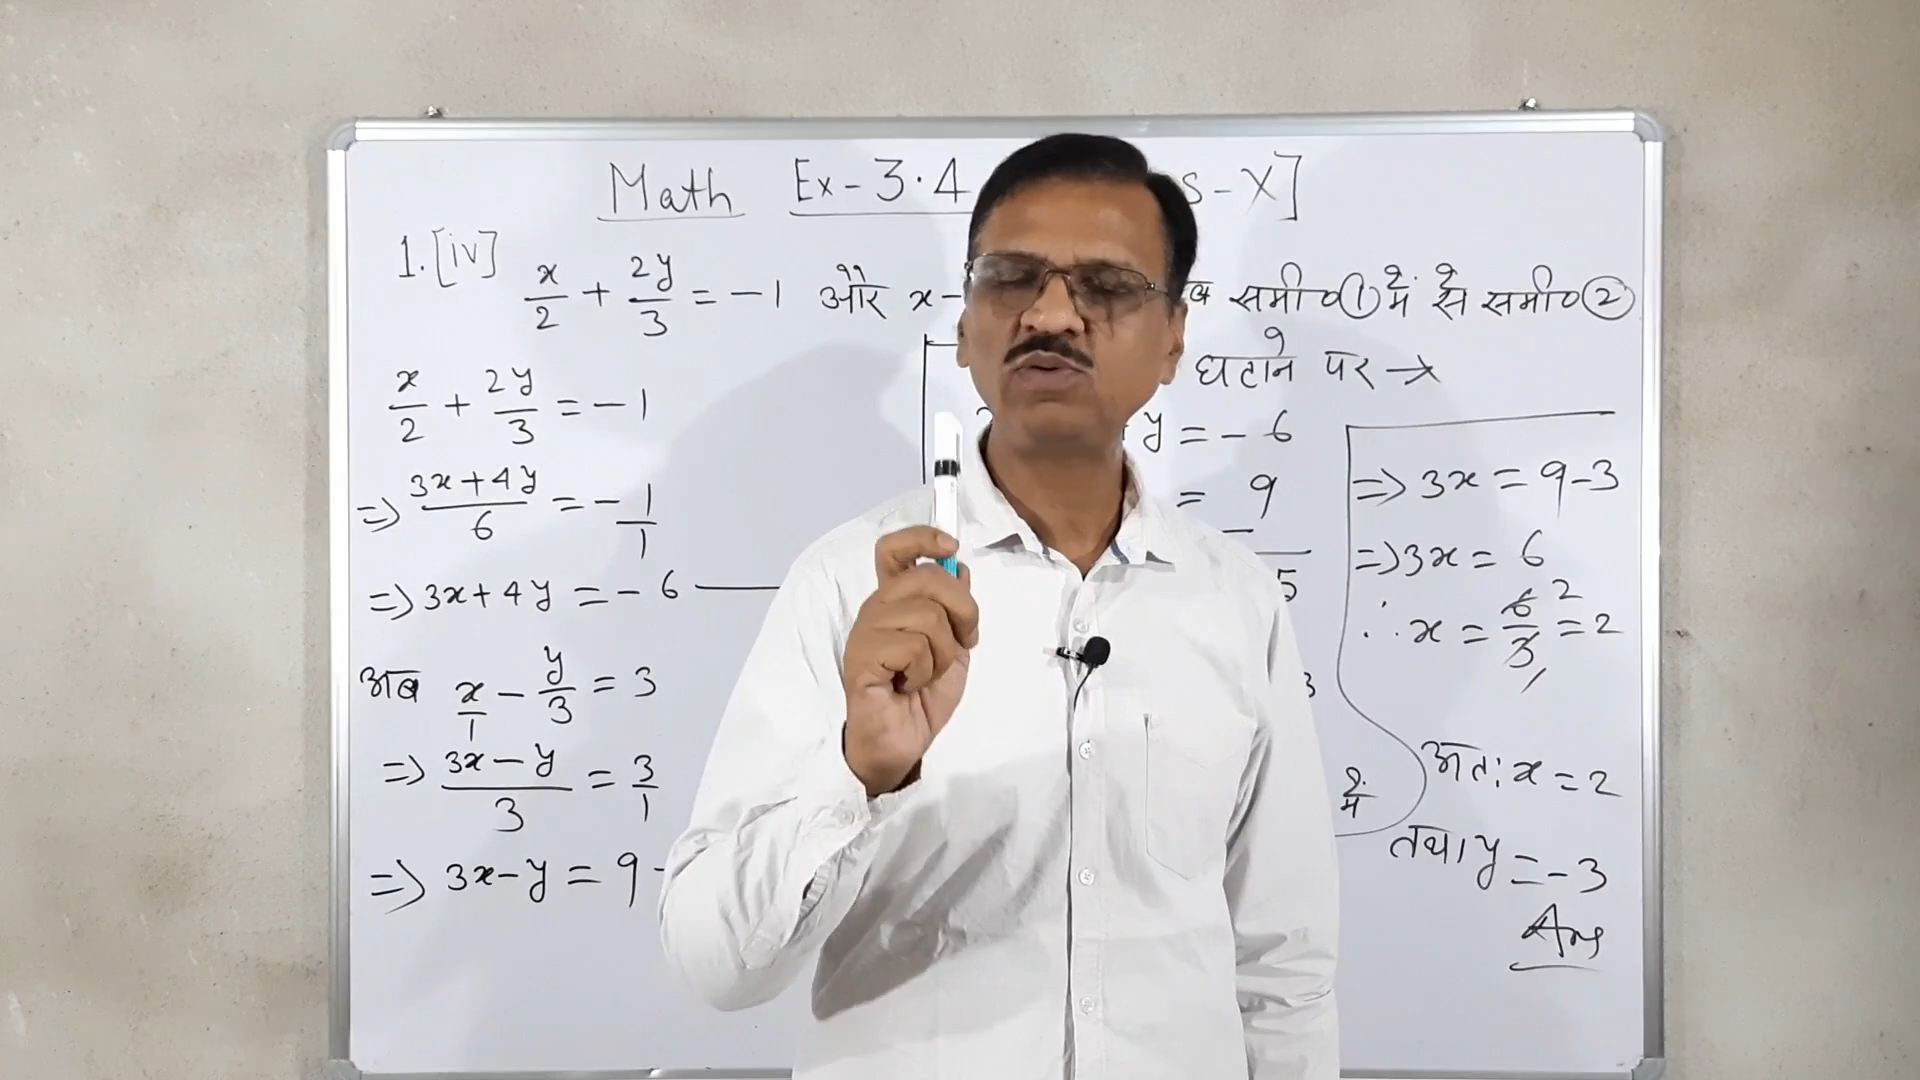 Math Ex-3.4 s-X]
1.[iv] x/2 + 2y/3 = -1 और x-
x/2 + 2y/3 = -1
=> (3x+4y)/6 = -1/1
=> 3x+4y = -6
अब x/1 - y/3 = 3
=> (3x-y)/3 = 3/1
=> 3x-y = 9-
समी० ① में से समी० ②
घटाने पर →
y = -6
= 9
-
5
3
में
=> 3x = 9-3
=> 3x = 6
∴ x = 6/3 = 2
2
1
अतः x = 2
तथा y = -3
Ans